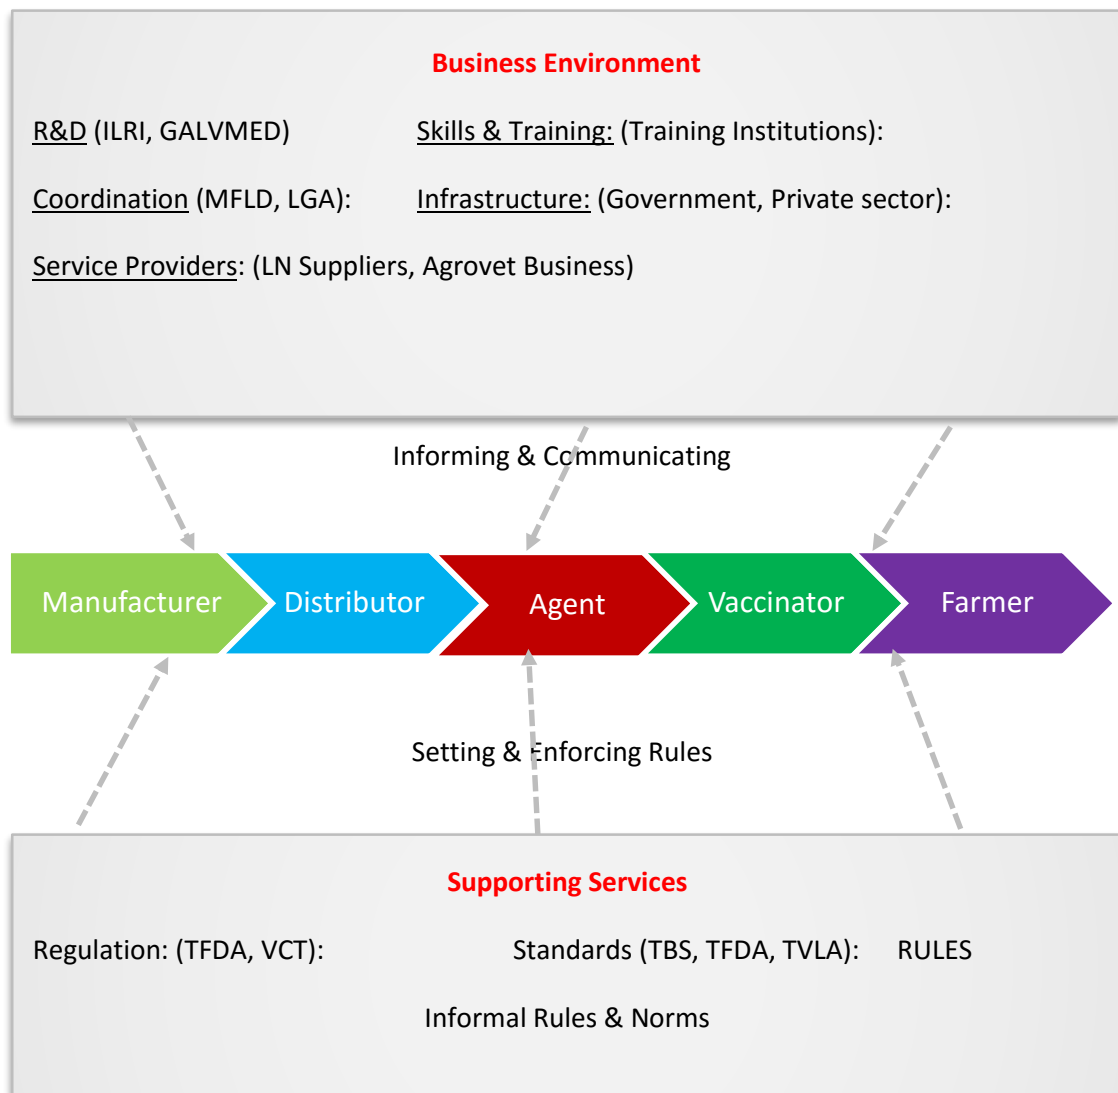 Business Environment
R&D (ILRI, GALVMED) Skills & Training: (Training Institutions):
Coordination (MFLD, LGA): Infrastructure: (Government, Private sector):
Service Providers: (LN Suppliers, Agrovet Business)
Informing & Communicating
Manufacturer Distributor Agent Vaccinator Farmer
Setting & Enforcing Rules
Supporting Services
Regulation: (TFDA, VCT): Standards (TBS, TFDA, TVLA): RULES
Informal Rules & Norms